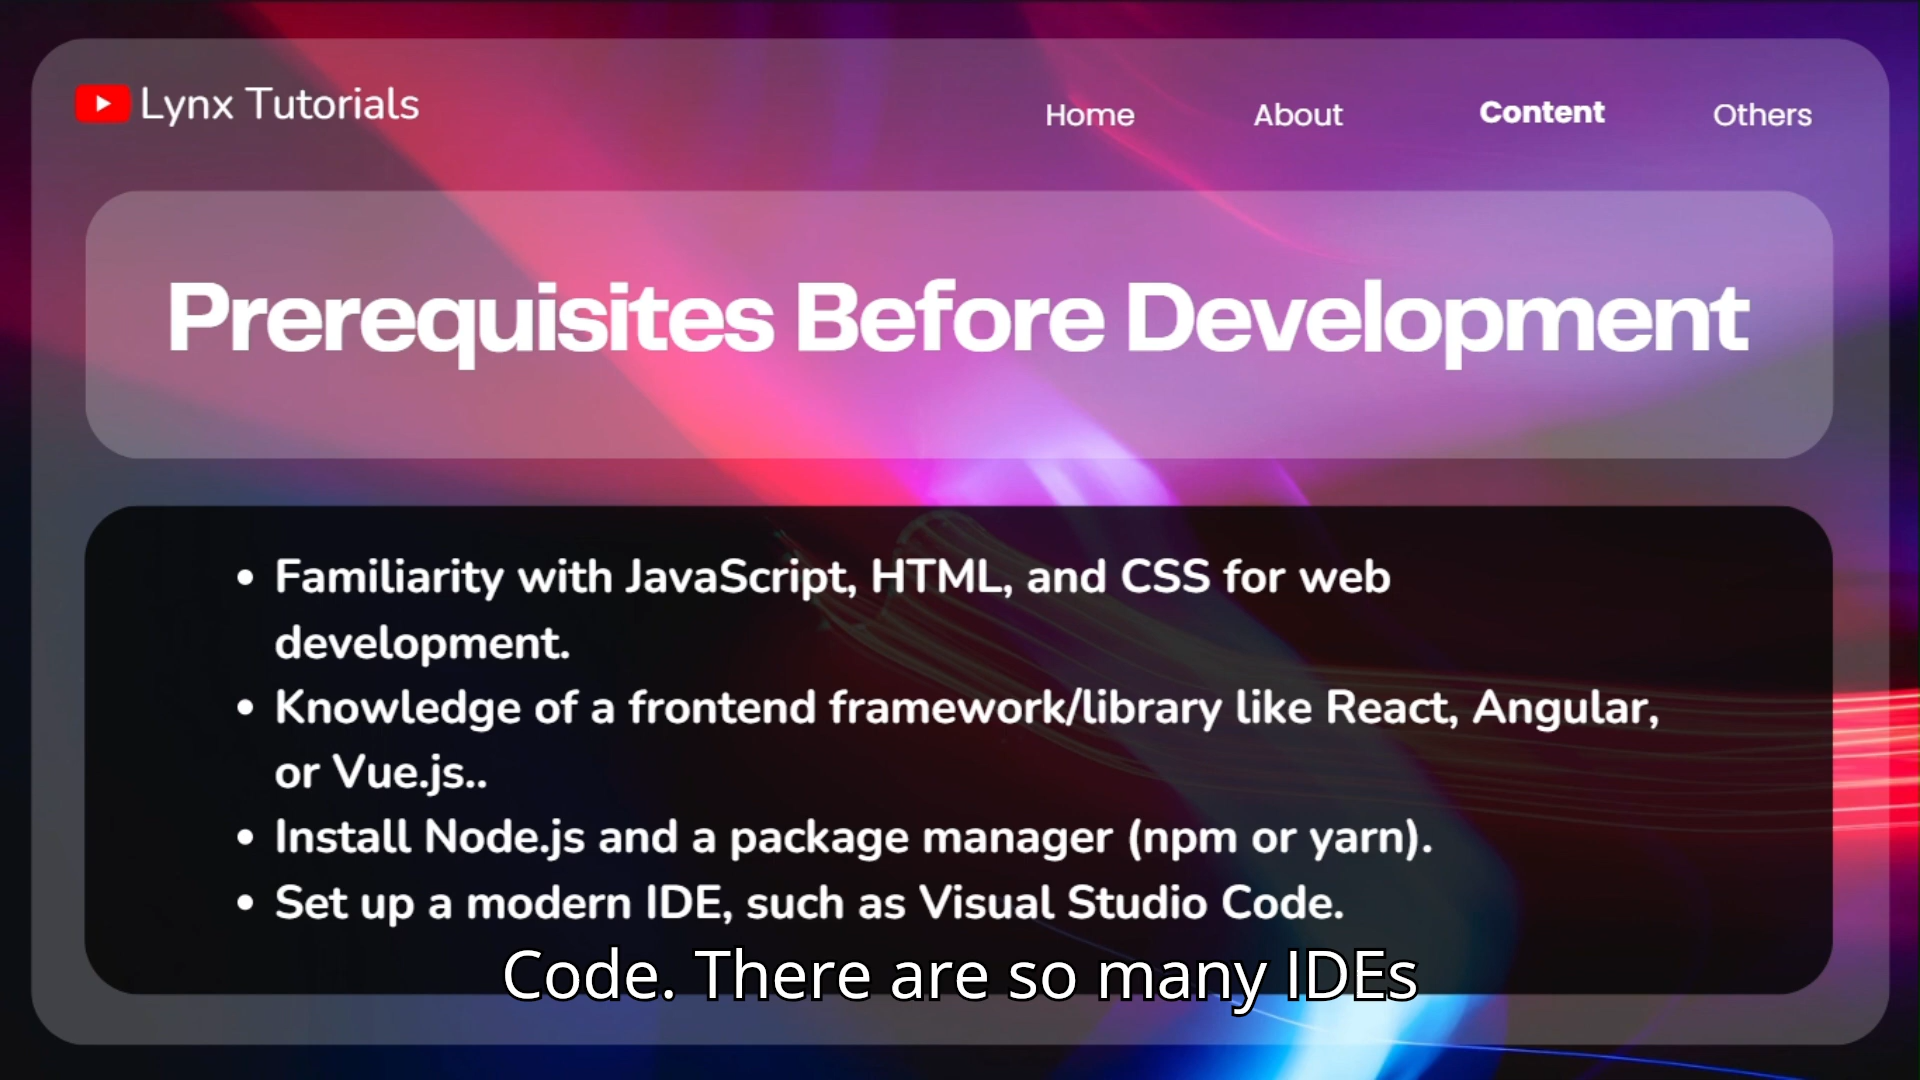 Lynx Tutorials
Home About Content Others
Prerequisites Before Development
• Familiarity with JavaScript, HTML, and CSS for web
development.
• Knowledge of a frontend framework/library like React, Angular,
or Vue.js..
• Install Node.js and a package manager (npm or yarn).
• Set up a modern IDE, such as Visual Studio Code.
Code. There are so many IDEs